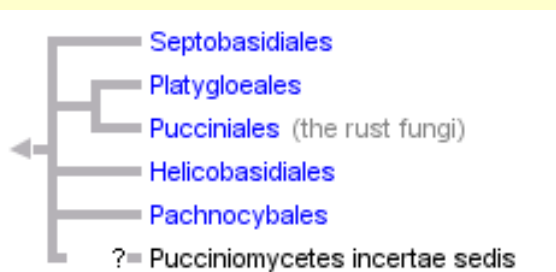 Septobasidiales
Platygloeales
Pucciniales (the rust fungi)
Helicobasidiales
Pachnocybales
? Pucciniomycetes incertae sedis